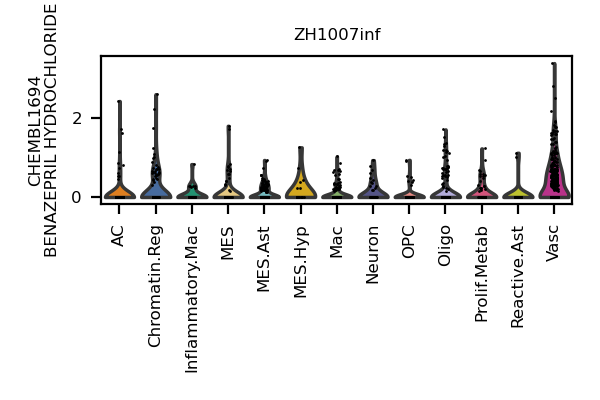 ZH1007inf
CHEMBL1694
BENAZEPRIL HYDROCHLORIDE
2
0
AC
Chromatin.Reg
Inflammatory.Mac
MES
MES.Ast
MES.Hyp
Mac
Neuron
OPC
Oligo
Prolif.Metab
Reactive.Ast
Vasc